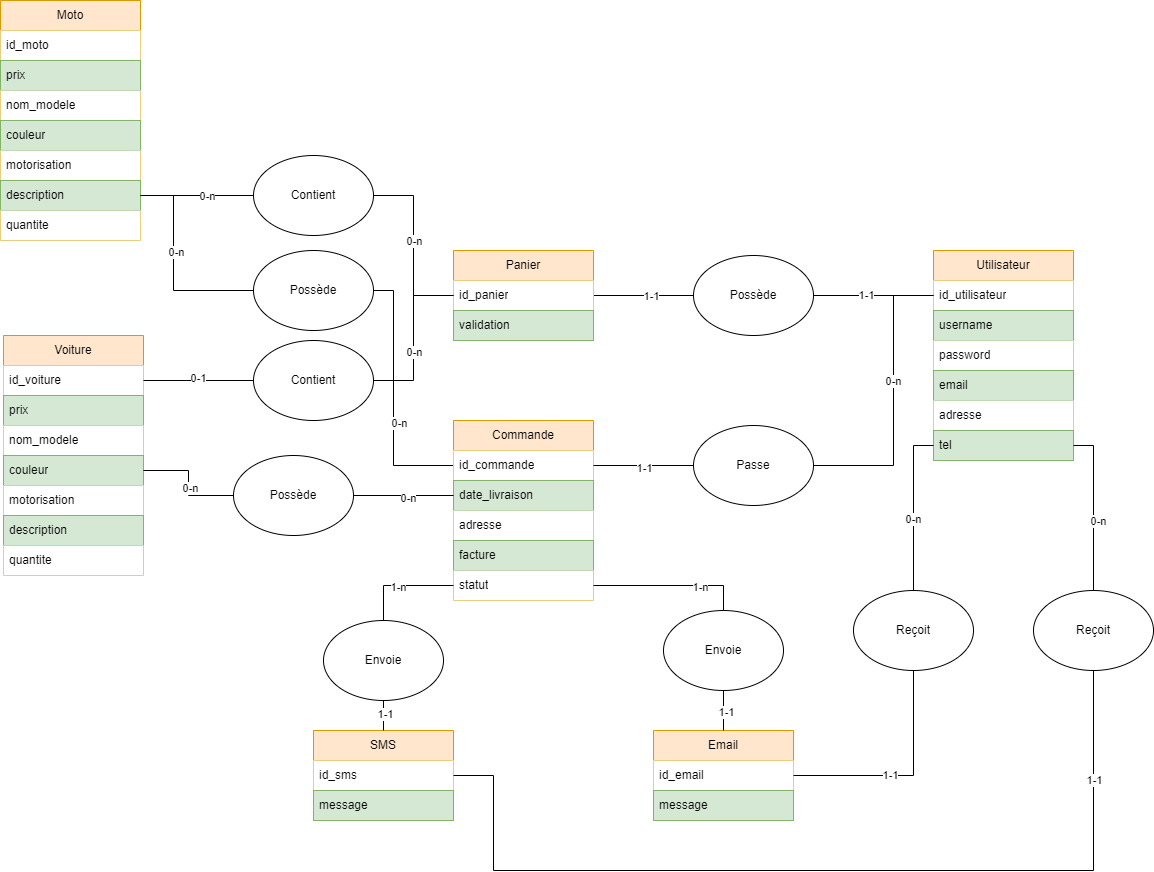 Moto
id_moto
prix
nom_modele
couleur
motorisation
description
quantite
0-n
Contient
0-n
0-n
Possède
Panier
id_panier
validation
1-1
Possède
1-1
Utilisateur
id_utilisateur
username
password
email
adresse
tel
Voiture
id_voiture
prix
nom_modele
couleur
motorisation
description
quantite
0-1
Contient
0-n
0-n
0-n
0-n
Possède
0-n
Commande
id_commande
date_livraison
adresse
facture
statut
1-1
Passe
0-n
0-n
1-n
1-n
Envoie
Envoie
Reçoit
Reçoit
1-1
1-1
SMS
id_sms
message
Email
id_email
message
1-1
1-1